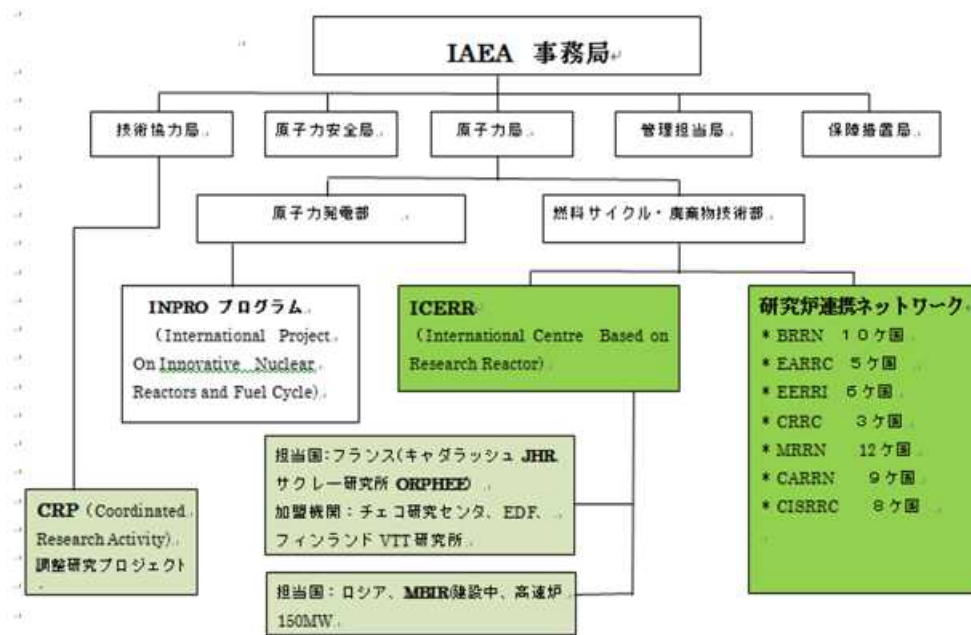 IAEA 事務局
技術協力局
原子力安全局
原子力局
管理担当局
保障措置局
原子力発電部
燃料サイクル・廃棄物技術部
INPRO プログラム
(International Project
On Innovative Nuclear
Reactors and Fuel Cycle)
ICERR
(International Centre Based on
Research Reactor)
研究炉連携ネットワーク
* BRRN 10ケ国
* EARRC 5ケ国
* EERRI 6ケ国
* CRRC 3ケ国
* MRRN 12ケ国
* CARRN 9ケ国
* CISRRC 8ケ国
担当国:フランス(キャダラッシュ JHR
サクレー研究所 ORPHEE)
加盟機関:チェコ研究センタ、EDF、
フィンランド VTT 研究所
担当国:ロシア、MBIR(建設中、高速炉
150MW
CRP (Coordinated
Research Activity)
調整研究プロジェクト